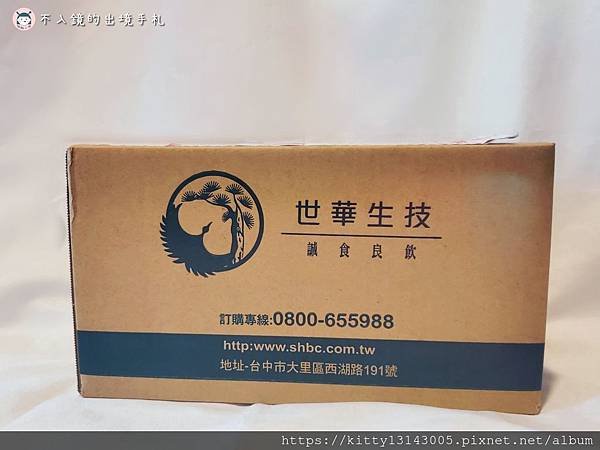 不入鏡的出境手札
世華生技
誠食良飲
訂購專線:0800-655988
http:www.shbc.com.tw
地址-台中市大里區西湖路191號
https://kitty13143005.pixnet.net/album